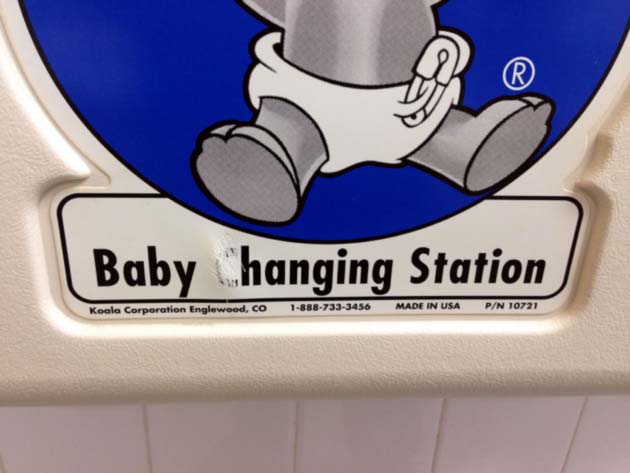 ®
Baby hanging Station
Koala Corporation Englewood, CO 1-888-733-3456 MADE IN USA P/N 10721